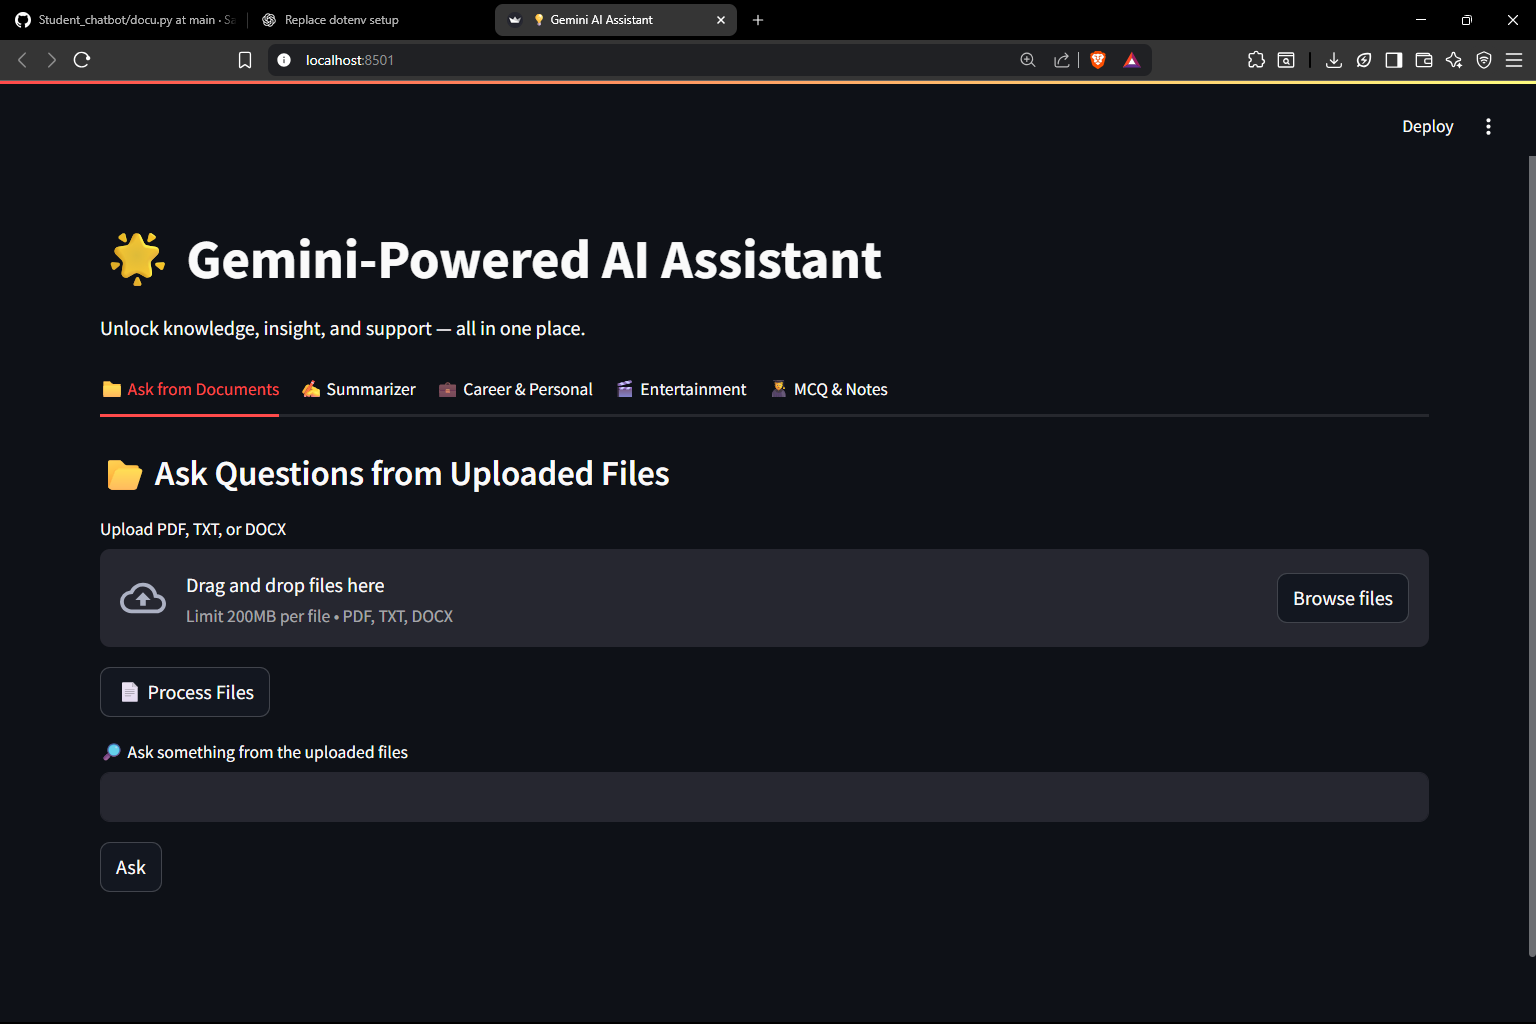 Student_chatbot/docu.py at main · Sa
Replace dotenv setup
Gemini AI Assistant
localhost:8501
Deploy
Gemini-Powered AI Assistant
Unlock knowledge, insight, and support — all in one place.
Ask from Documents
Summarizer
Career & Personal
Entertainment
MCQ & Notes
Ask Questions from Uploaded Files
Upload PDF, TXT, or DOCX
Drag and drop files here
Limit 200MB per file • PDF, TXT, DOCX
Browse files
Process Files
Ask something from the uploaded files
Ask